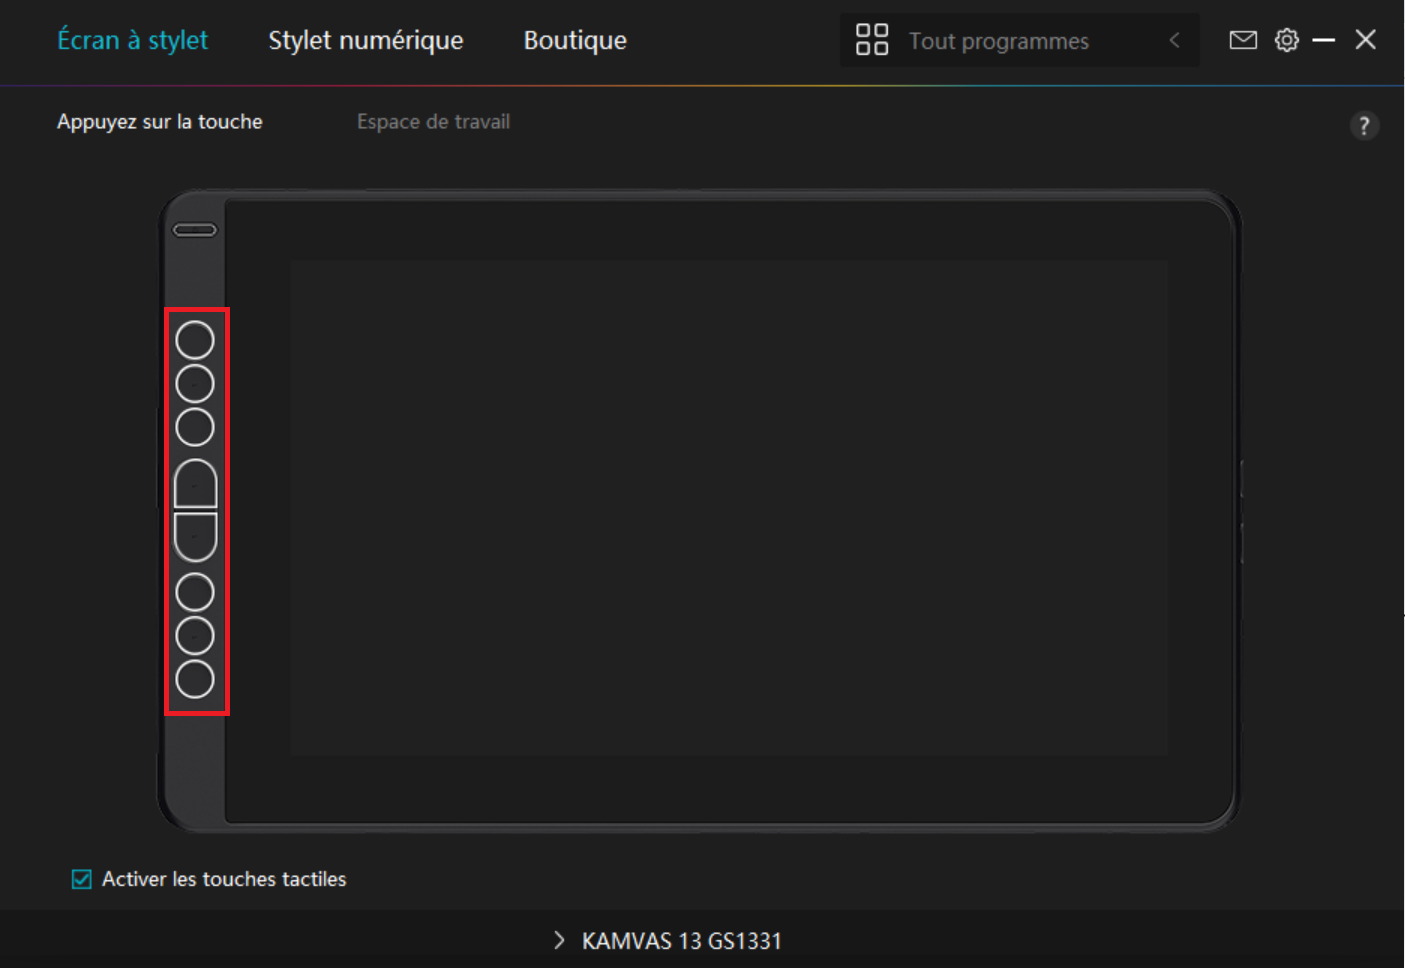 Écran à stylet Stylet numérique Boutique Tout programmes
Appuyez sur la touche Espace de travail ?
Activer les touches tactiles
KAMVAS 13 GS1331